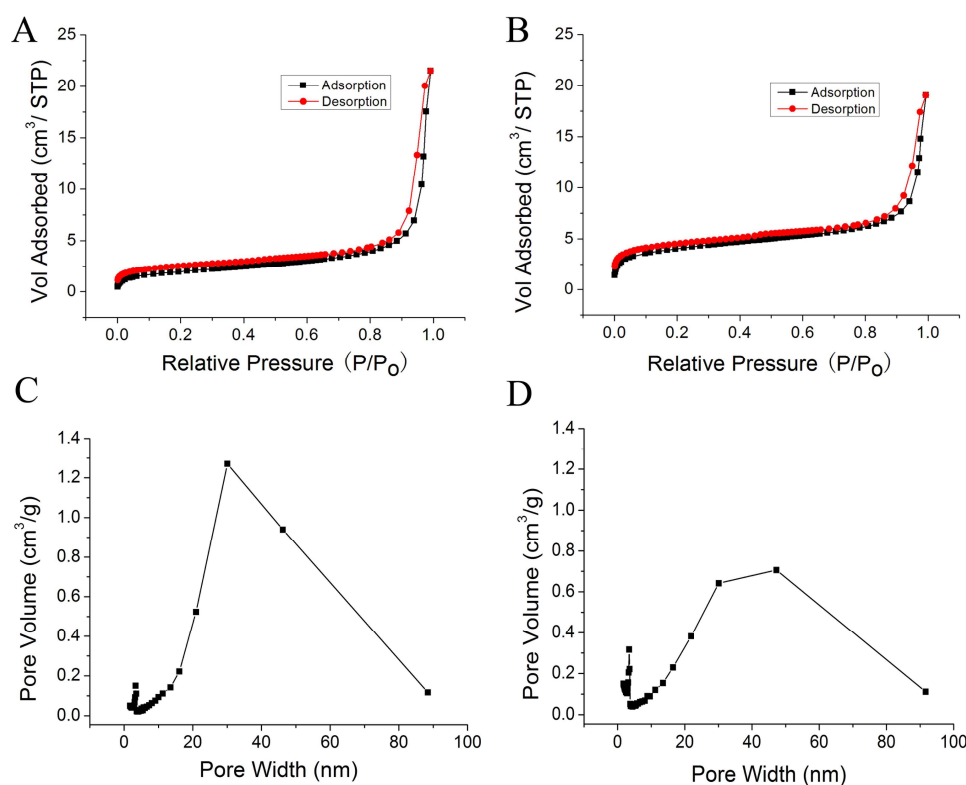 A
25
20
15
10
5
0
Vol Adsorbed (cm³/ STP)
Adsorption
Desorption
0.0 0.2 0.4 0.6 0.8 1.0
Relative Pressure (P/Po)
B
25
20
15
10
5
0
Vol Adsorbed (cm³/ STP)
Adsorption
Desorption
0.0 0.2 0.4 0.6 0.8 1.0
Relative Pressure (P/Po)
C
1.4
1.2
1.0
0.8
0.6
0.4
0.2
0.0
Pore Volume (cm³/g)
0 20 40 60 80 100
Pore Width (nm)
D
1.4
1.2
1.0
0.8
0.6
0.4
0.2
0.0
Pore Volume (cm³/g)
0 20 40 60 80 100
Pore Width (nm)